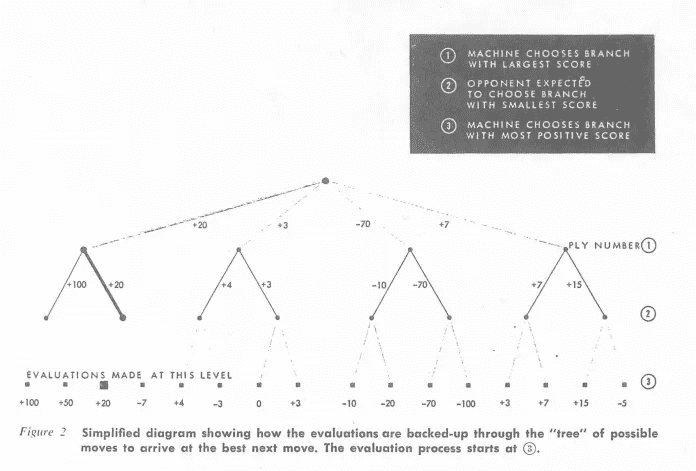 ① MACHINE CHOOSES BRANCH
WITH LARGEST SCORE
② OPPONENT EXPECTED
TO CHOOSE BRANCH
WITH SMALLEST SCORE
③ MACHINE CHOOSES BRANCH
WITH MOST POSITIVE SCORE
+20 +3 -70 +7
PLY NUMBER ①
+100 +20 +4 +3 -10 -70 +7 +15
②
EVALUATIONS MADE AT THIS LEVEL
③
+100 +50 +20 -7 +4 -3 0 +3 -10 -20 -70 -100 +3 +7 +15 -5
Figure 2 Simplified diagram showing how the evaluations are backed-up through the "tree" of possible
moves to arrive at the best next move. The evaluation process starts at ③.